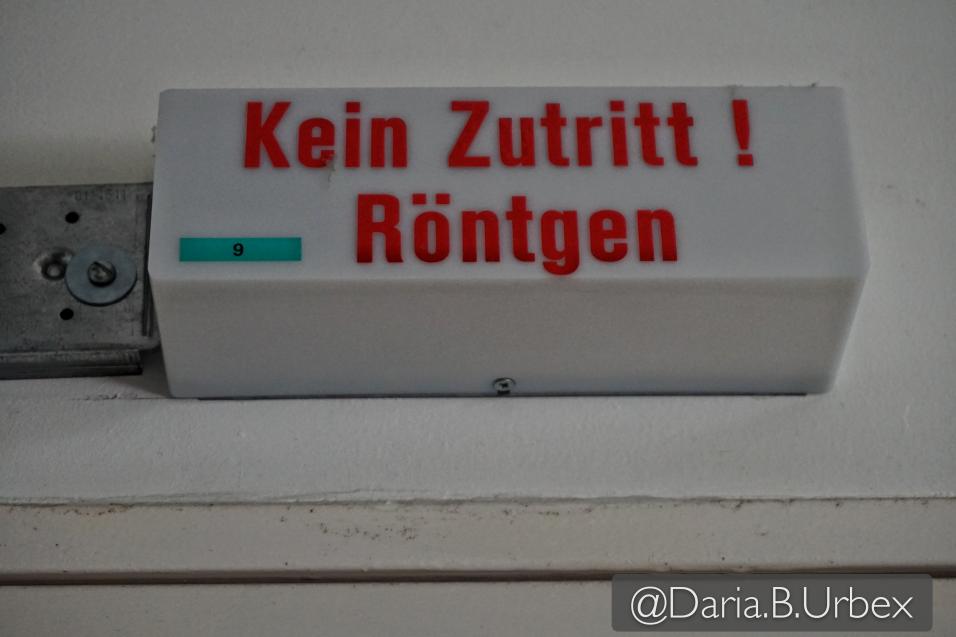 Kein Zutritt !
Röntgen
9
@Daria.B.Urbex